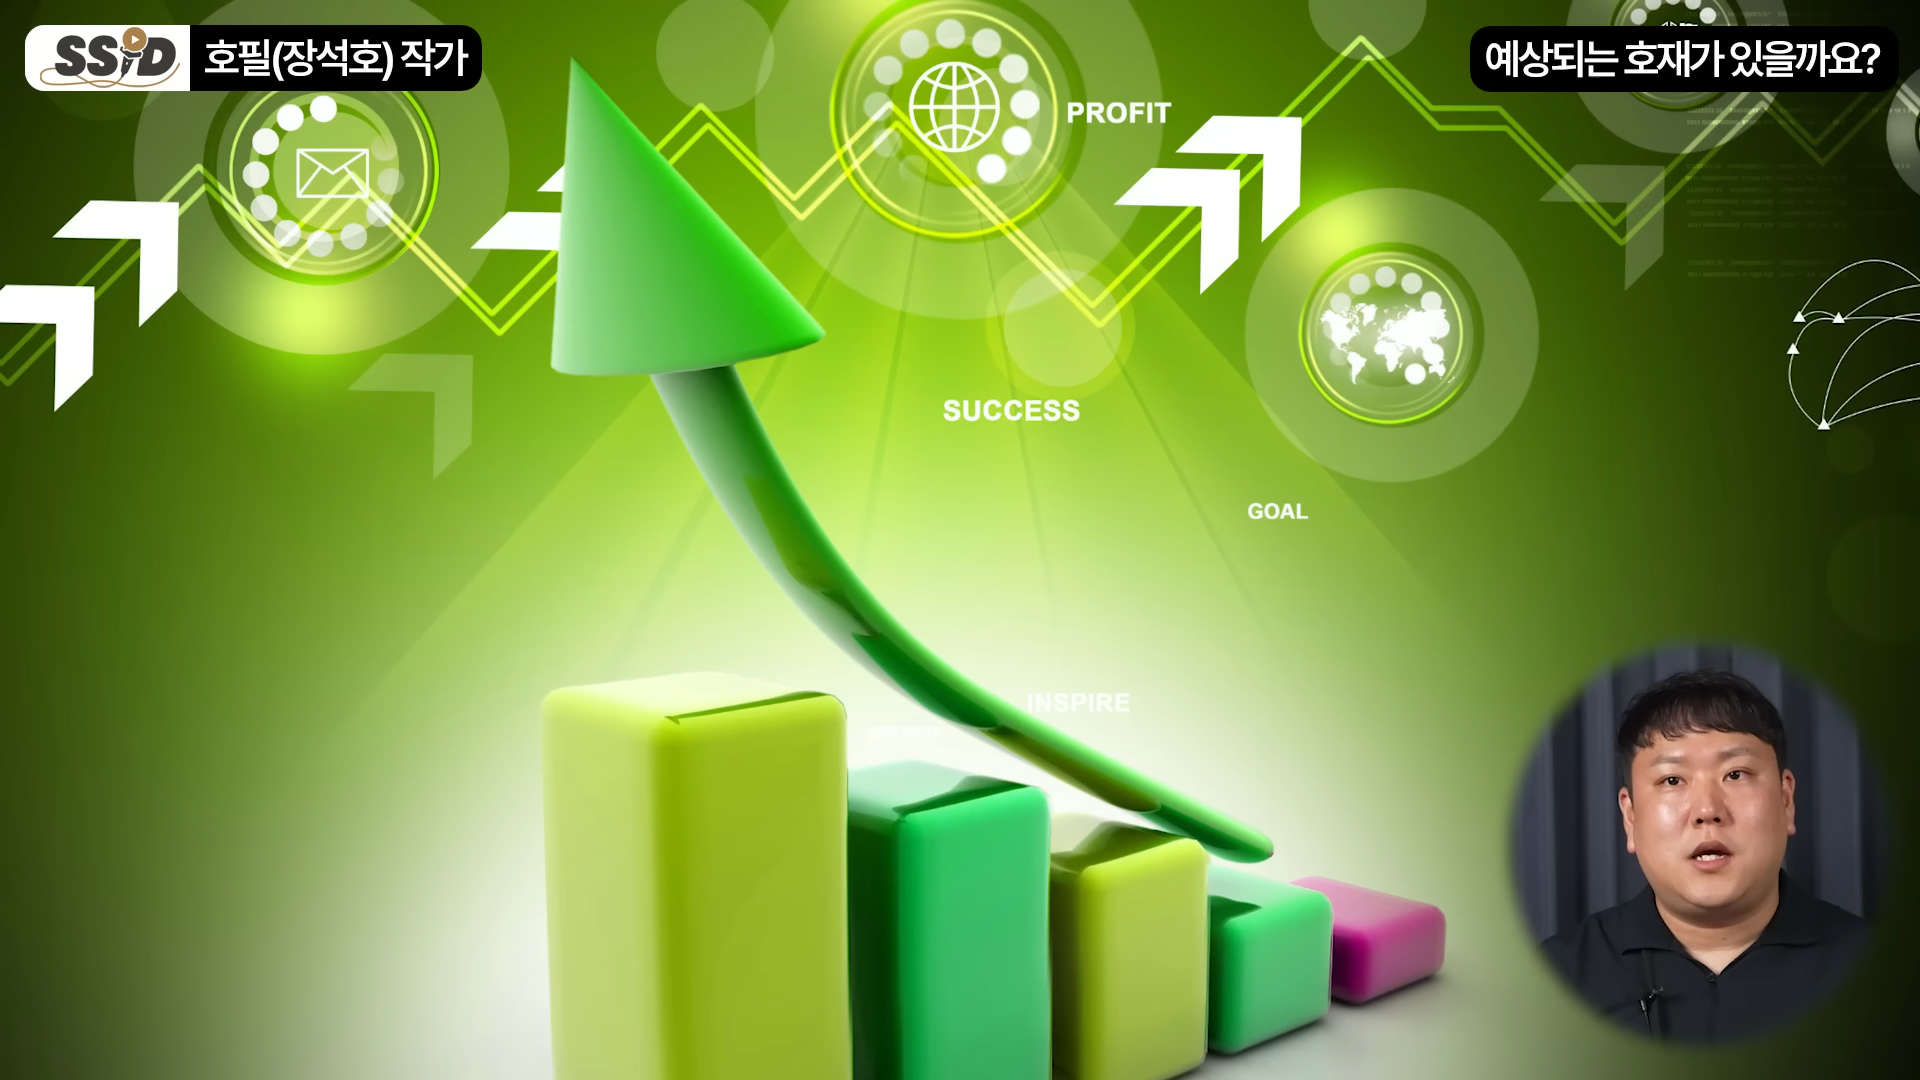 SSiD 호필(장석호) 작가
예상되는 호재가 있을까요?
PROFIT
SUCCESS
GOAL
INSPIRE